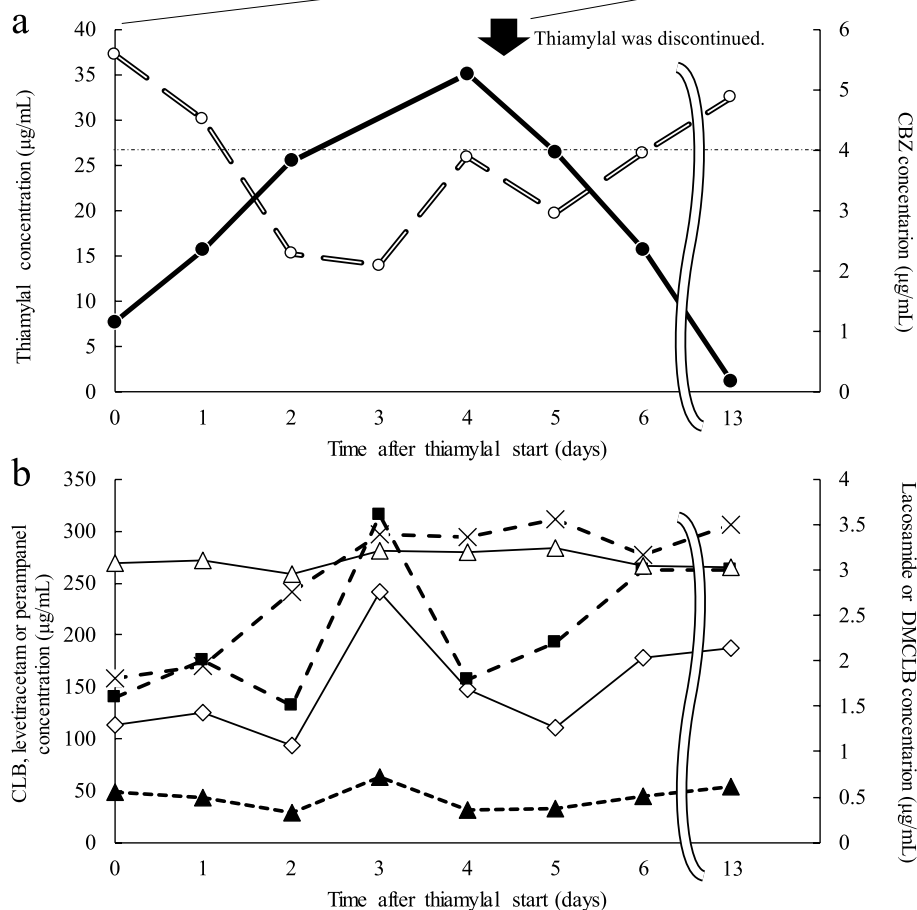 a
Thiamylal was discontinued.
Thiamylal concentration (μg/mL)
40
35
30
25
20
15
10
5
0
6
5
4
3
2
1
0
CBZ concentarion (μg/mL)
0 1 2 3 4 5 6 13
Time after thiamylal start (days)
b
CLB, levetiracetam or perampanel
concentration (μg/mL)
350
300
250
200
150
100
50
0
4
3.5
3
2.5
2
1.5
1
0.5
0
Lacosamide or DMCLB concentarion
(μg/mL)
0 1 2 3 4 5 6 13
Time after thiamylal start (days)